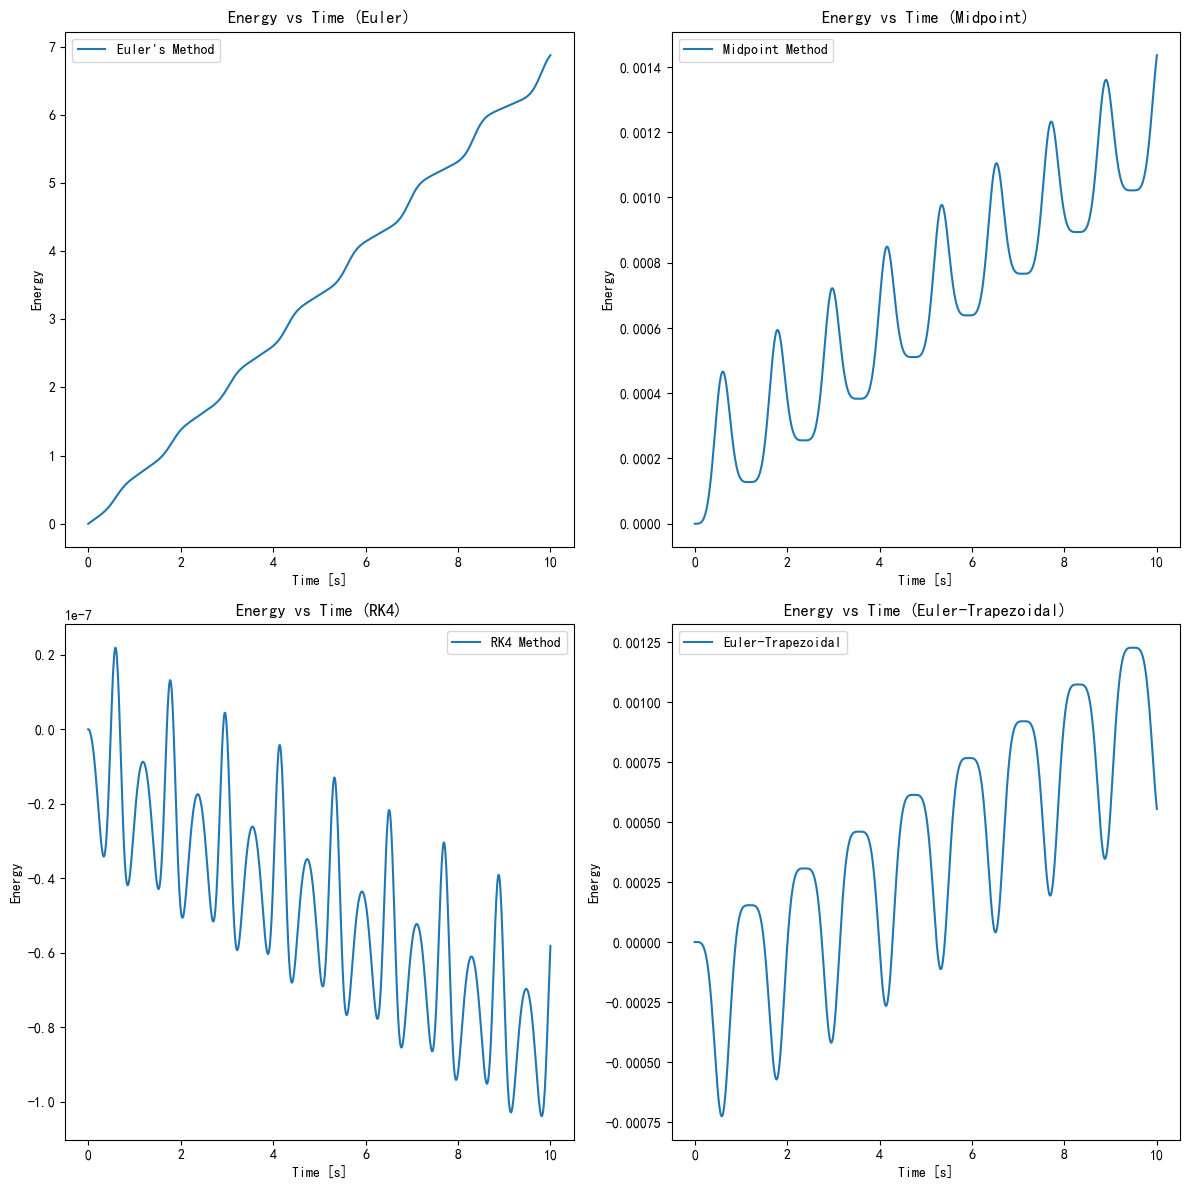 Energy vs Time (Euler)
Euler's Method
7
6
5
4
3
2
1
0
Energy
0 2 4 6 8 10
Time [s]
Energy vs Time (Midpoint)
Midpoint Method
0.0014
0.0012
0.0010
0.0008
0.0006
0.0004
0.0002
0.0000
Energy
0 2 4 6 8 10
Time [s]
Energy vs Time (RK4)
1e-7
RK4 Method
0.2
0.0
−0.2
−0.4
−0.6
−0.8
−1.0
Energy
0 2 4 6 8 10
Time [s]
Energy vs Time (Euler-Trapezoidal)
Euler-Trapezoidal
0.00125
0.00100
0.00075
0.00050
0.00025
0.00000
−0.00025
−0.00050
−0.00075
Energy
0 2 4 6 8 10
Time [s]